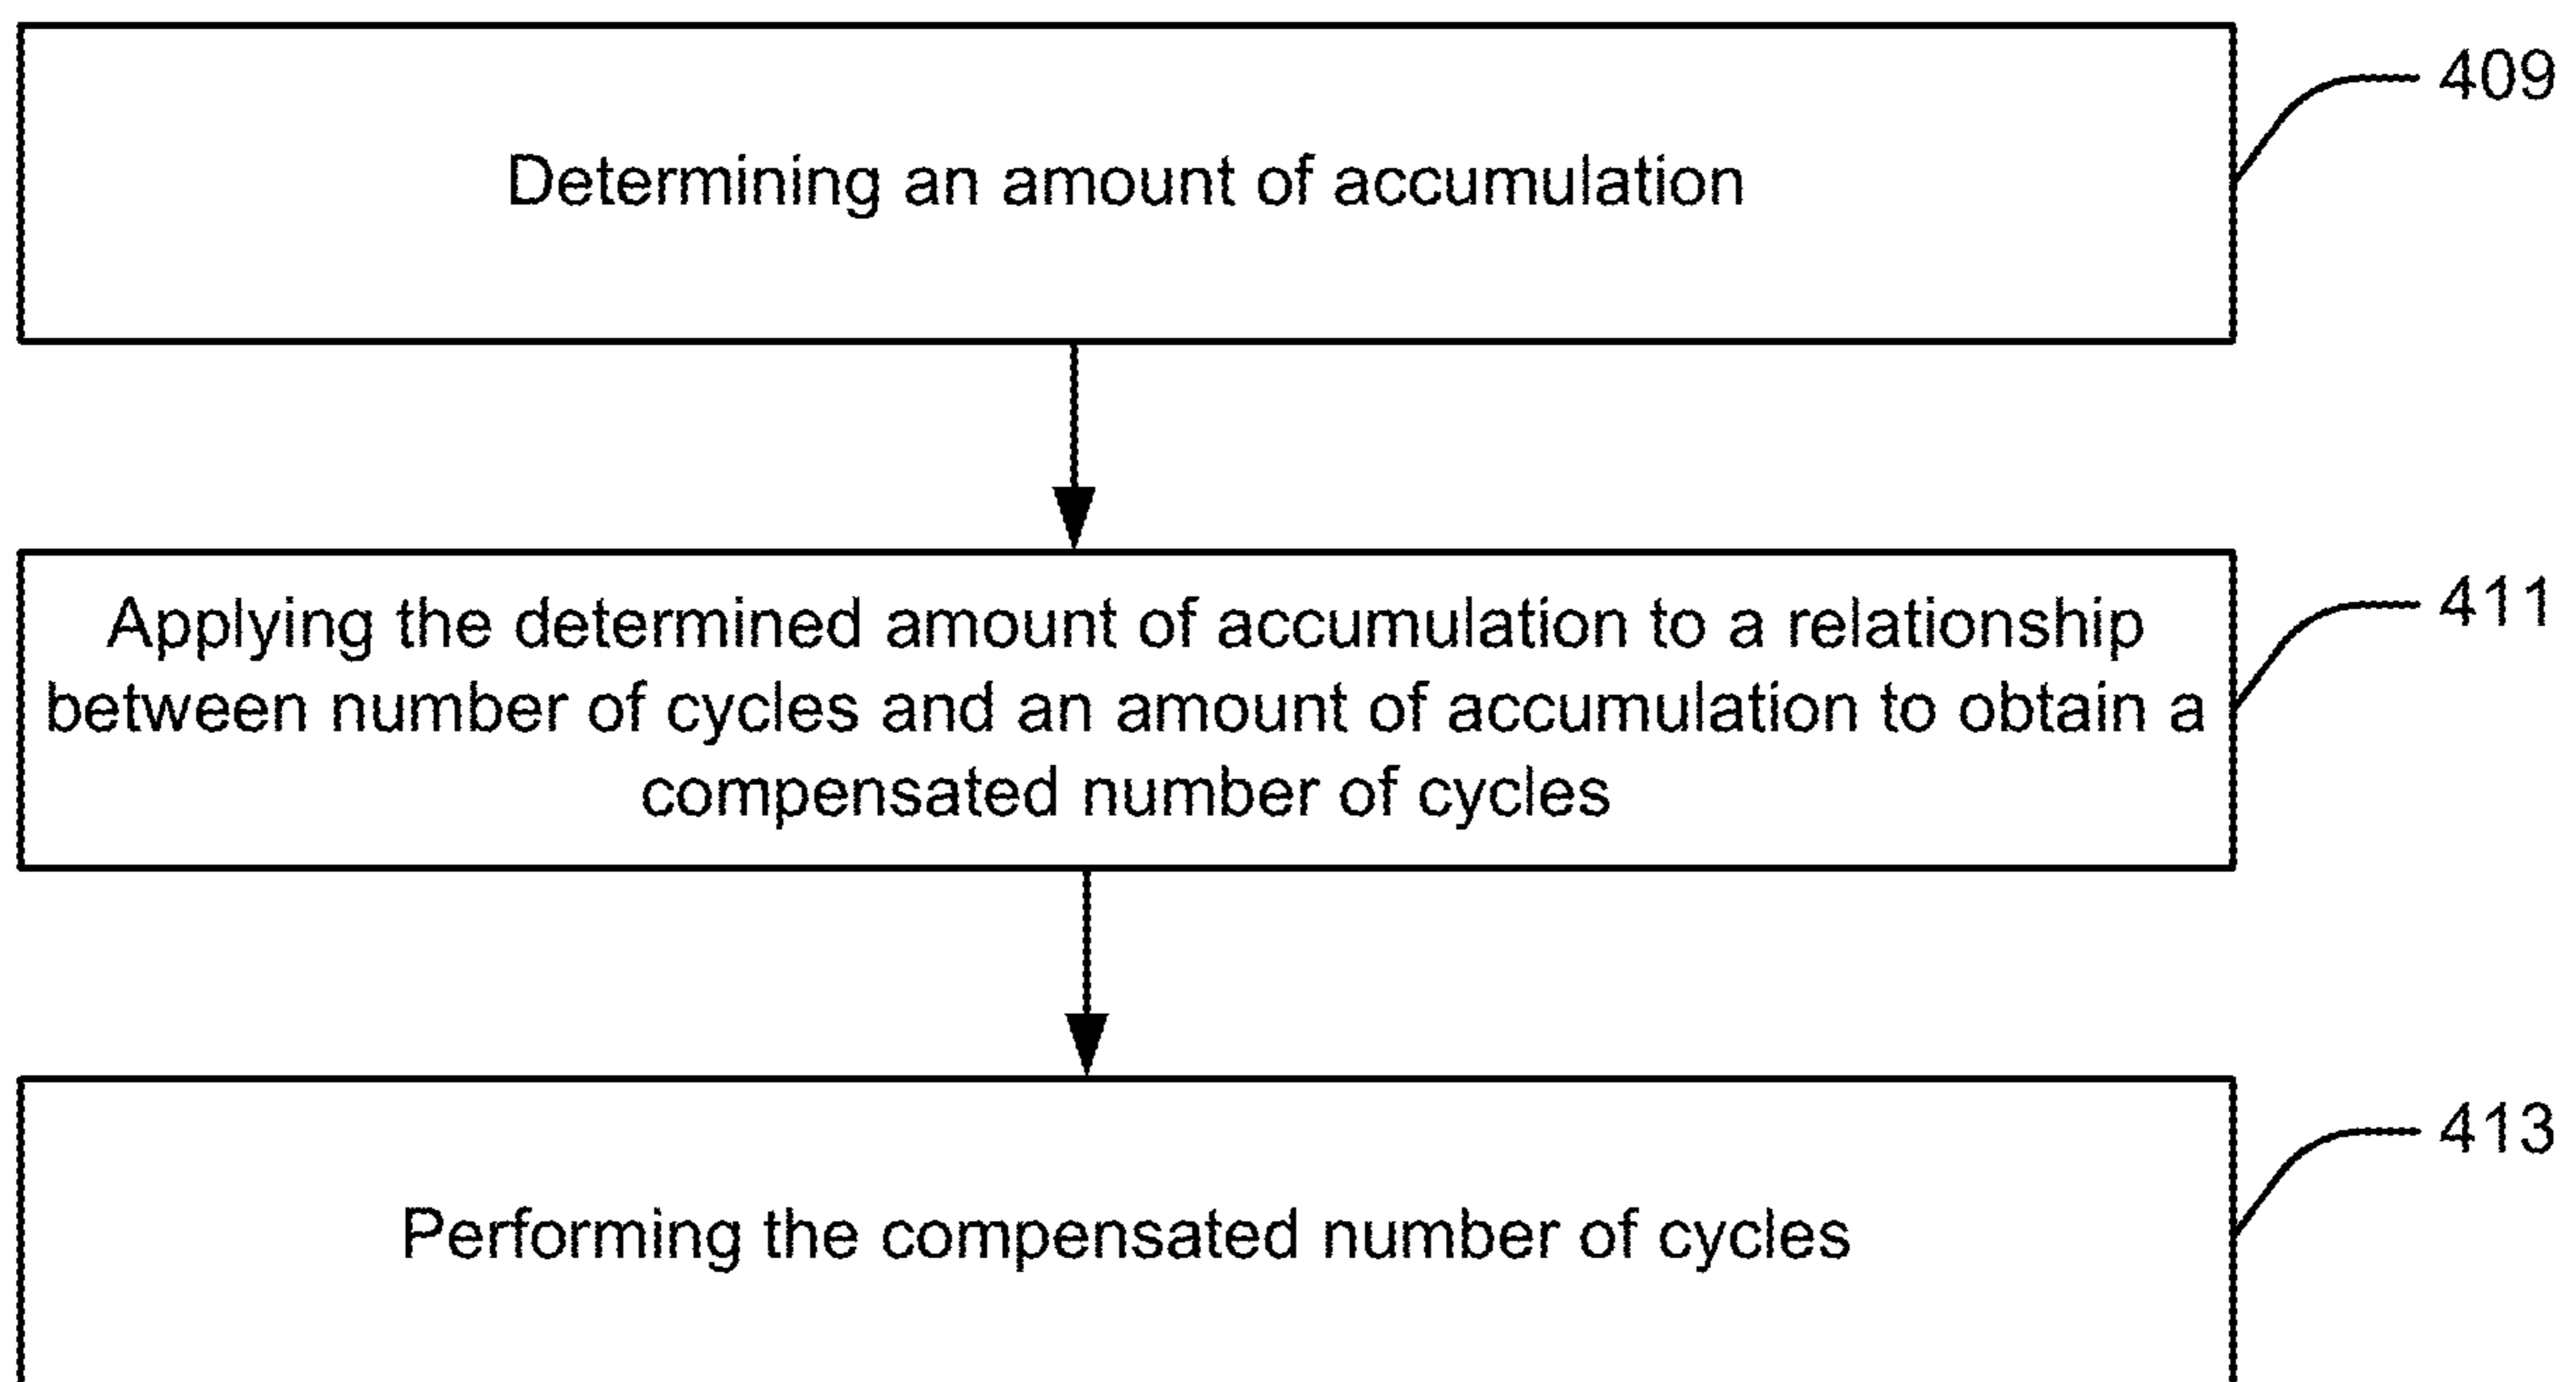 Determining an amount of accumulation
409
Applying the determined amount of accumulation to a relationship
between number of cycles and an amount of accumulation to obtain a
compensated number of cycles
411
Performing the compensated number of cycles
413